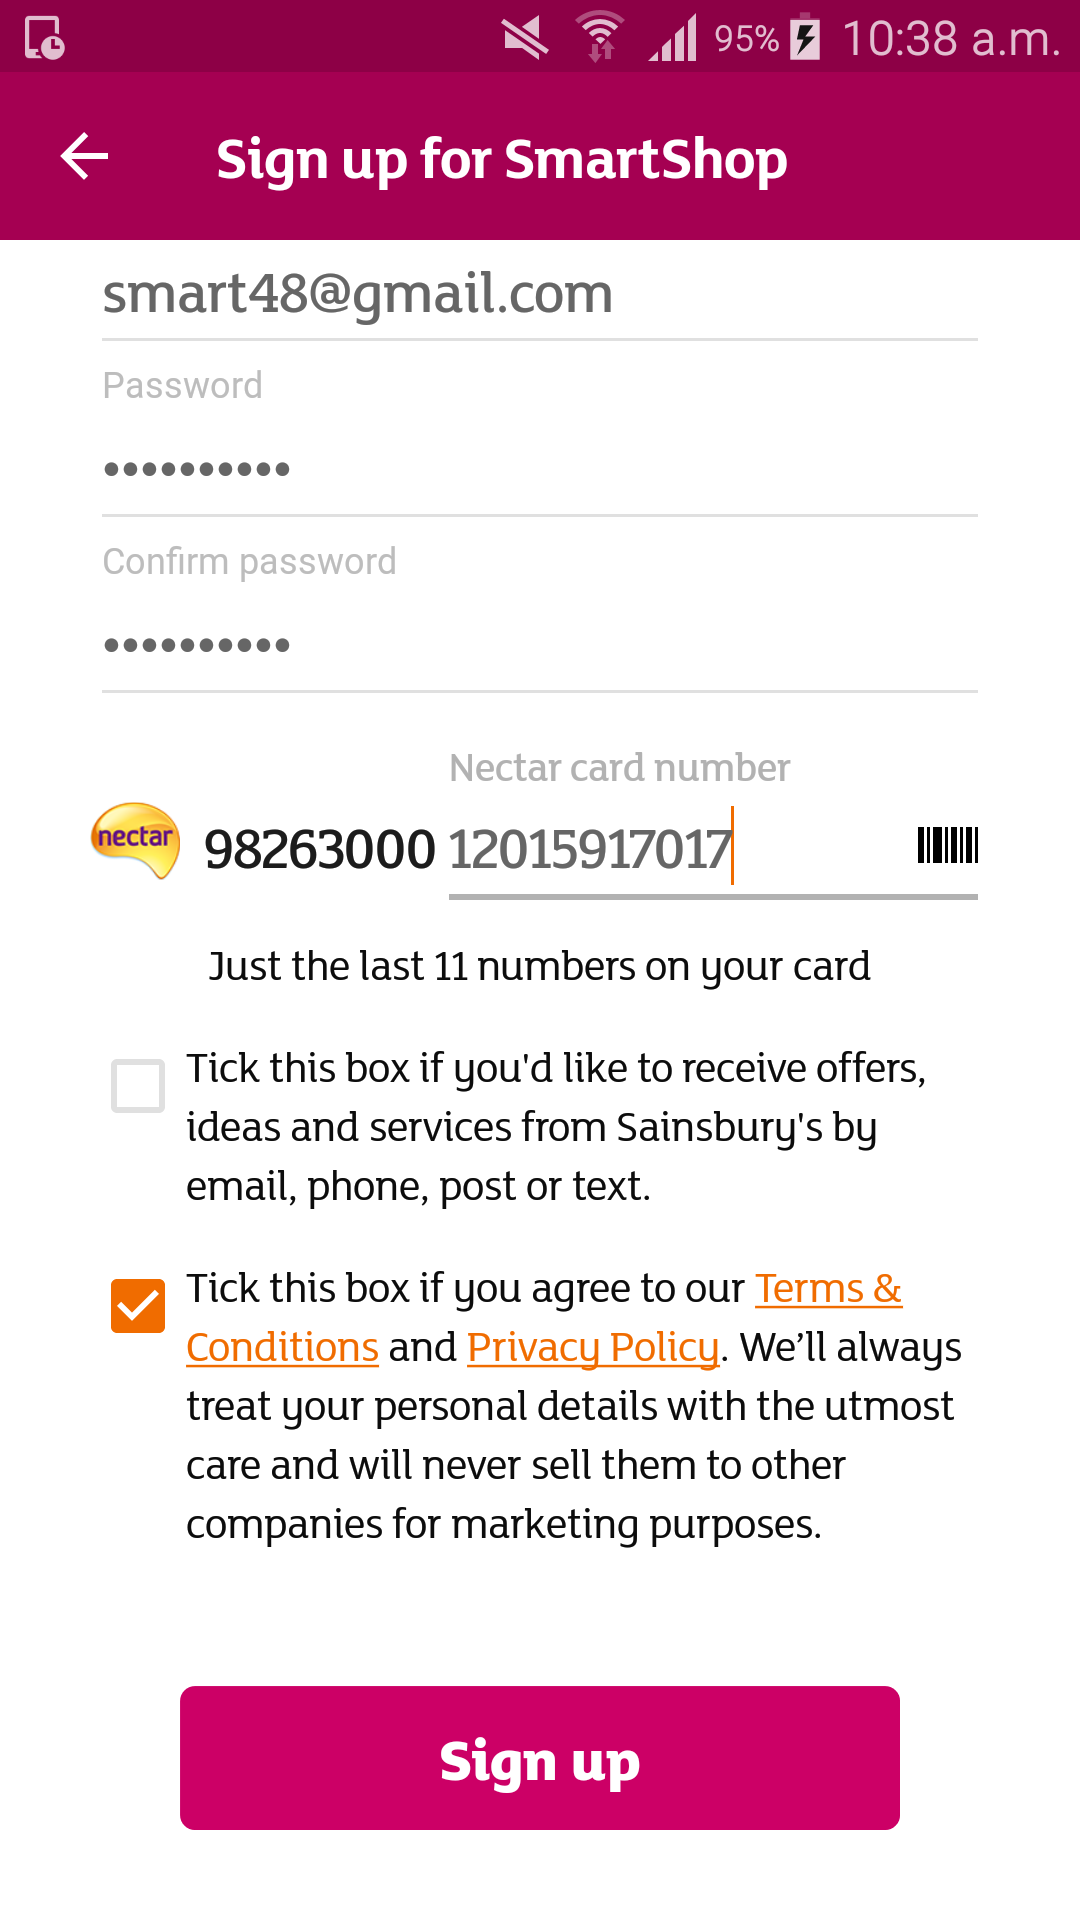 95% 10:38 a.m.
Sign up for SmartShop
smart48@gmail.com
Password
••••••••••
Confirm password
••••••••••
Nectar card number
nectar 98263000 12015917017
Just the last 11 numbers on your card
Tick this box if you'd like to receive offers,
ideas and services from Sainsbury's by
email, phone, post or text.
Tick this box if you agree to our Terms &
Conditions and Privacy Policy. We’ll always
treat your personal details with the utmost
care and will never sell them to other
companies for marketing purposes.
Sign up